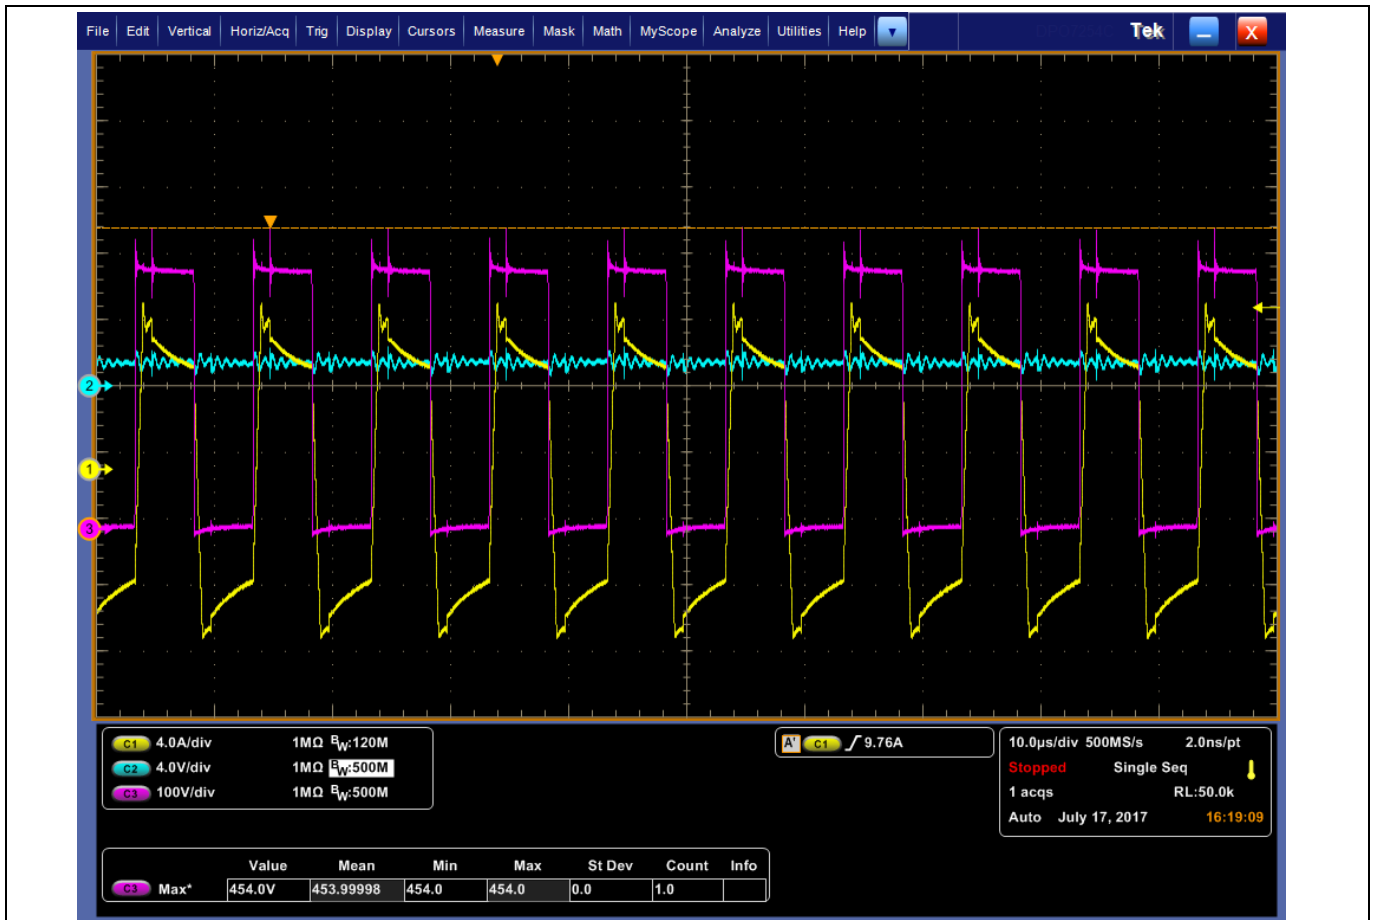 File Edit Vertical Horiz/Acq Trig Display Cursors Measure Mask Math MyScope Analyze Utilities Help Tek X
2
1
3
C1 4.0A/div 1MΩ BW:120M
C2 4.0V/div 1MΩ BW:500M
C3 100V/div 1MΩ BW:500M
A' C1 9.76A
10.0µs/div 500MS/s 2.0ns/pt
Stopped Single Seq
1 acqs RL:50.0k
Auto July 17, 2017 16:19:09
Value Mean Min Max St Dev Count Info
C3 Max* 454.0V 453.99998 454.0 454.0 0.0 1.0